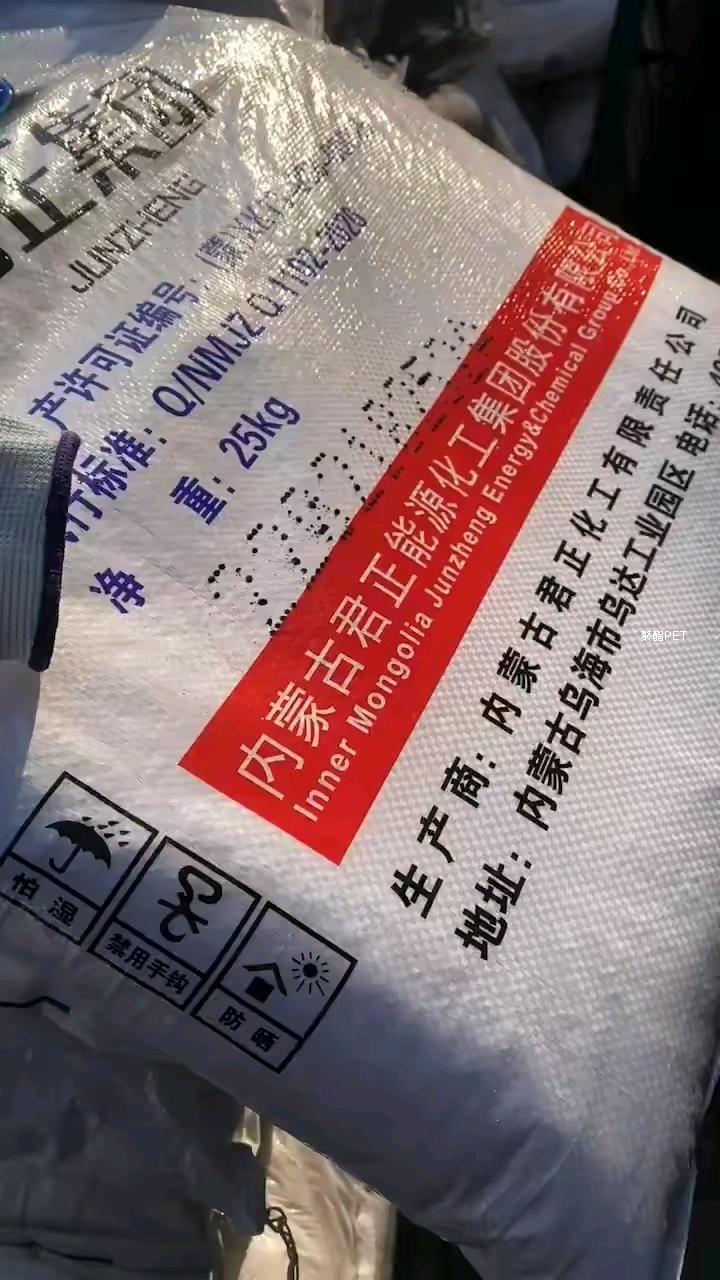 正集团
JUNZHENG
产许可证编号:
行标准: Q/NMJZ Q 1102-2020
净 重: 25kg
内蒙古君正能源化工集团股份有限公司
Inner Mongolia Junzheng Energy&Chemical Group Co.,Ltd.
生产商: 内蒙古君正化工有限责任公司
地址: 内蒙古乌海市乌达工业园区 电话:
怕湿
禁用手钩
防晒
聚酯PET